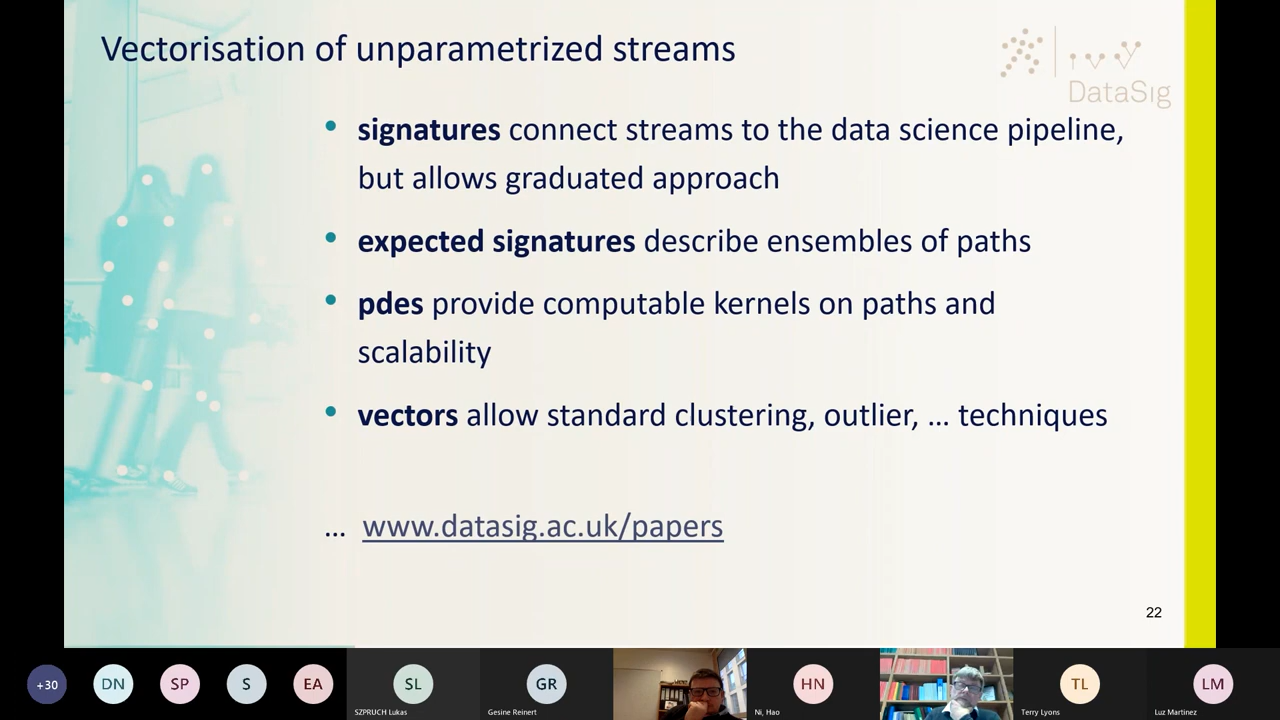 Vectorisation of unparametrized streams
DataSig
• signatures connect streams to the data science pipeline,
but allows graduated approach
• expected signatures describe ensembles of paths
• pdes provide computable kernels on paths and
scalability
• vectors allow standard clustering, outlier, ... techniques
... www.datasig.ac.uk/papers
22
+30
DN
SP
S
EA
SL
GR
HN
TL
LM
SZPRUCH Lukas
Gesine Reinert
Ni, Hao
Terry Lyons
Luz Martinez